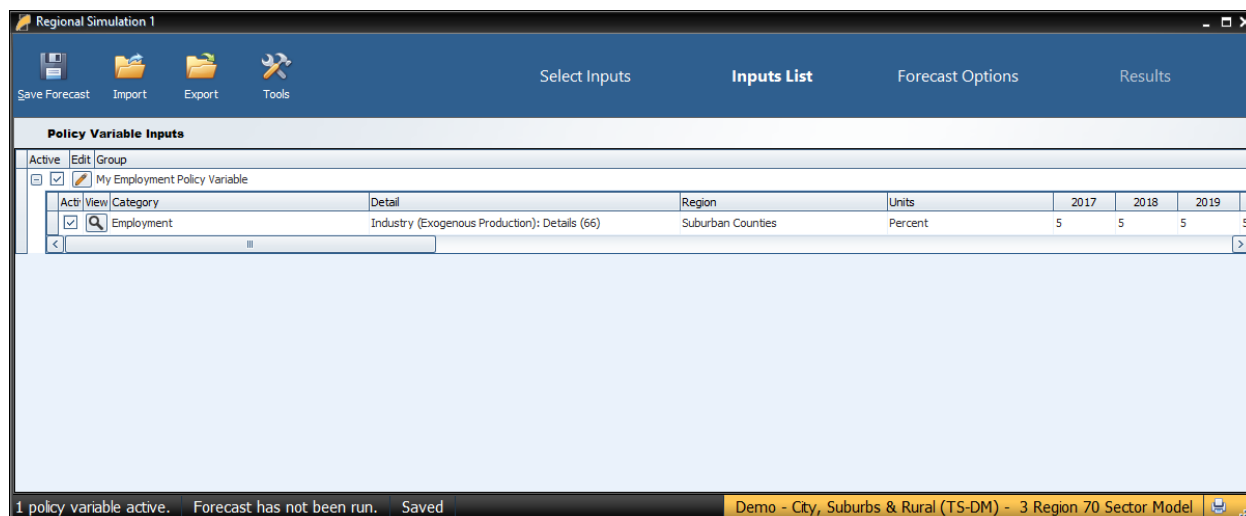 Regional Simulation 1
Save Forecast Import Export Tools Select Inputs Inputs List Forecast Options Results
Policy Variable Inputs
Active Edit Group
My Employment Policy Variable
Acti View Category Detail Region Units 2017 2018 2019
Employment Industry (Exogenous Production): Details (66) Suburban Counties Percent 5 5 5 5
1 policy variable active. Forecast has not been run. Saved Demo - City, Suburbs & Rural (TS-DM) - 3 Region 70 Sector Model